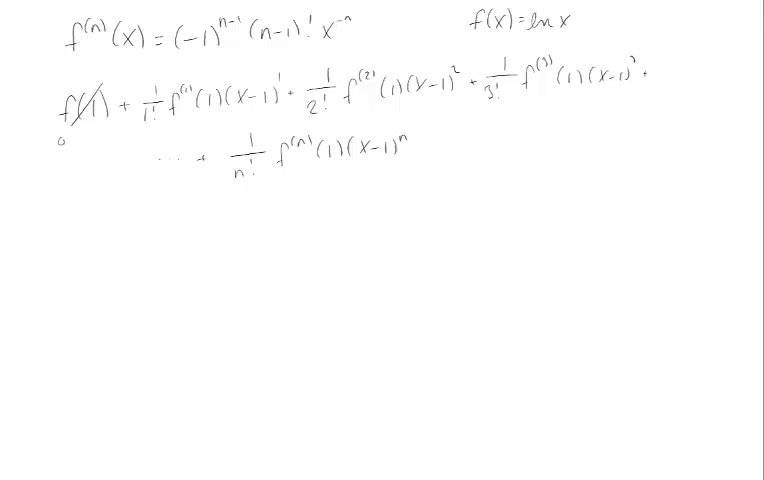 f⁽ⁿ⁾(x) = (-1)ⁿ⁻¹ (n-1)! x⁻ⁿ f(x) = ln x
f(1) + 1/1! f⁽¹⁾(1)(x-1)¹ + 1/2! f⁽²⁾(1)(x-1)² + 1/3! f⁽³⁾(1)(x-1)³ +
0
... + 1/n! f⁽ⁿ⁾(1)(x-1)ⁿ